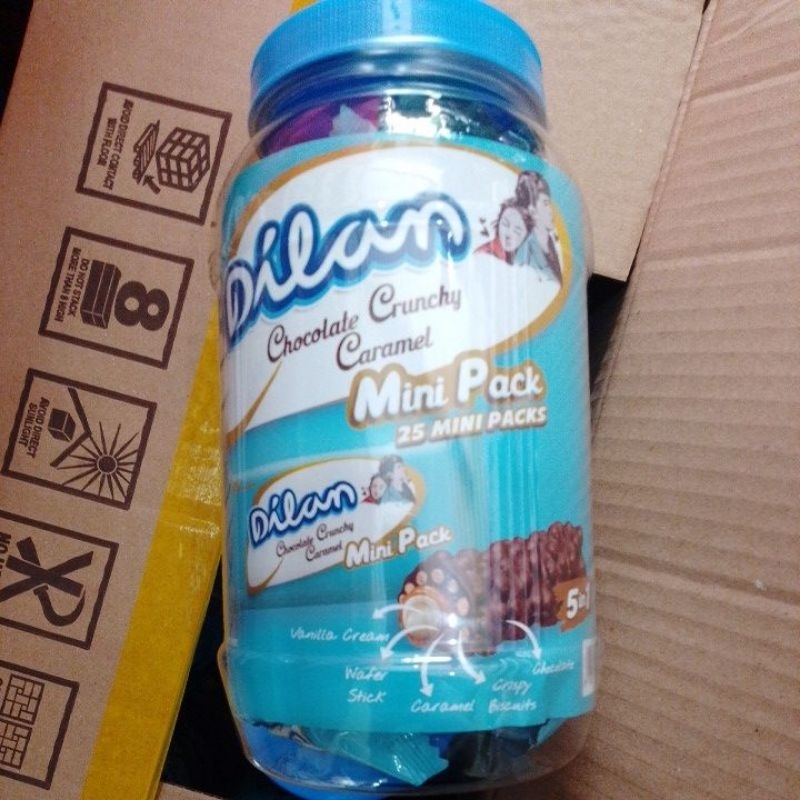 Dilan
Chocolate Crunchy
Caramel
Mini Pack
25 MINI PACKS
Dilan
Chocolate Crunchy
Caramel
Mini Pack
5in1
Vanilla Cream
Wafer
Stick
Caramel
Crispy
Biscuits
Chocolate
AVOID DIRECT CONTACT
WITH FLOOR
DO NOT STACK
MORE THAN 8 HIGH
8
AVOID DIRECT
SUNLIGHT